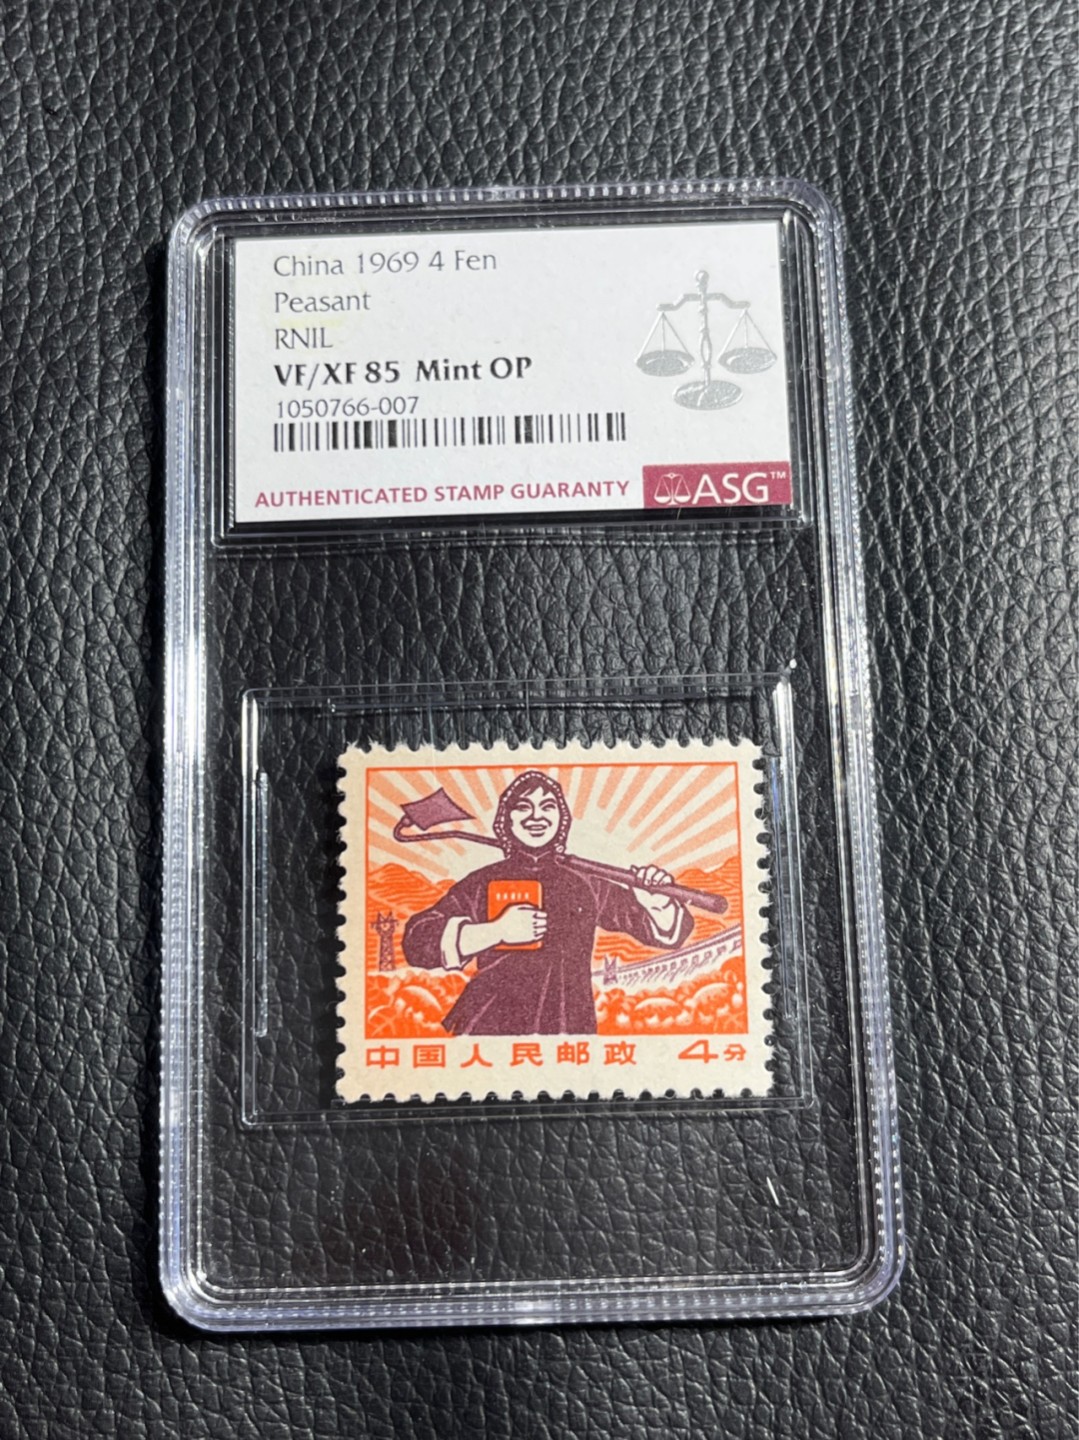 China 1969 4 Fen
Peasant
RNIL
VF/XF 85 Mint OP
1050766-007
AUTHENTICATED STAMP GUARANTY ASG™
中国人民邮政 4分